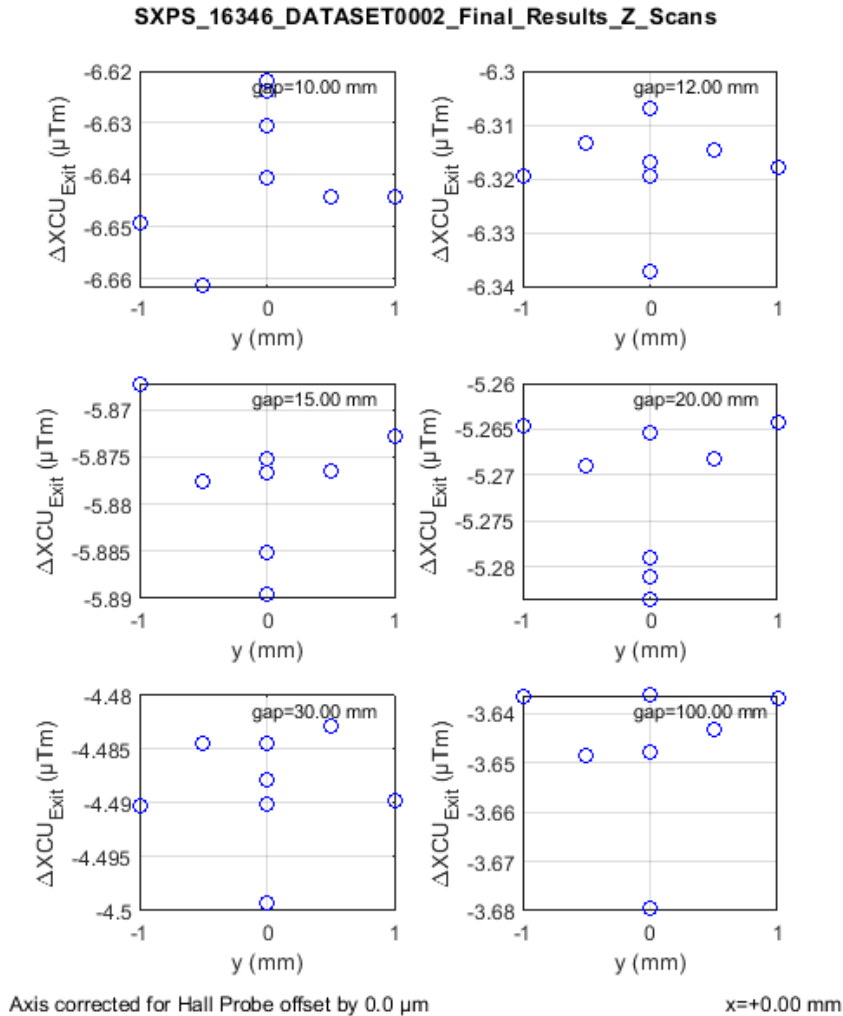 SXPS_16346_DATASET0002_Final_Results_Z_Scans
-6.62
-6.63
-6.64
-6.65
-6.66
gap=10.00 mm
ΔXCU_Exit (µTm)
-1
0
1
y (mm)
-6.3
-6.31
-6.32
-6.33
-6.34
gap=12.00 mm
ΔXCU_Exit (µTm)
-1
0
1
y (mm)
-5.87
-5.875
-5.88
-5.885
-5.89
gap=15.00 mm
ΔXCU_Exit (µTm)
-1
0
1
y (mm)
-5.26
-5.265
-5.27
-5.275
-5.28
gap=20.00 mm
ΔXCU_Exit (µTm)
-1
0
1
y (mm)
-4.48
-4.485
-4.49
-4.495
-4.5
gap=30.00 mm
ΔXCU_Exit (µTm)
-1
0
1
y (mm)
-3.64
-3.65
-3.66
-3.67
-3.68
gap=100.00 mm
ΔXCU_Exit (µTm)
-1
0
1
y (mm)
Axis corrected for Hall Probe offset by 0.0 µm
x=+0.00 mm